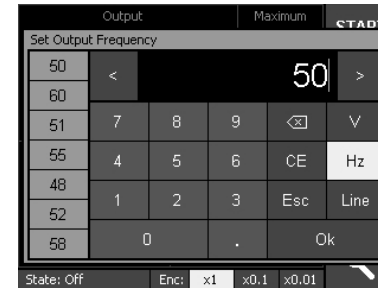 Output Maximum START
Set Output Frequency
50 < 50 >
60
51 7 8 9 V
55 4 5 6 CE Hz
48
52 1 2 3 Esc Line
58 0 . Ok
State: Off Enc: x1 x0.1 x0.01